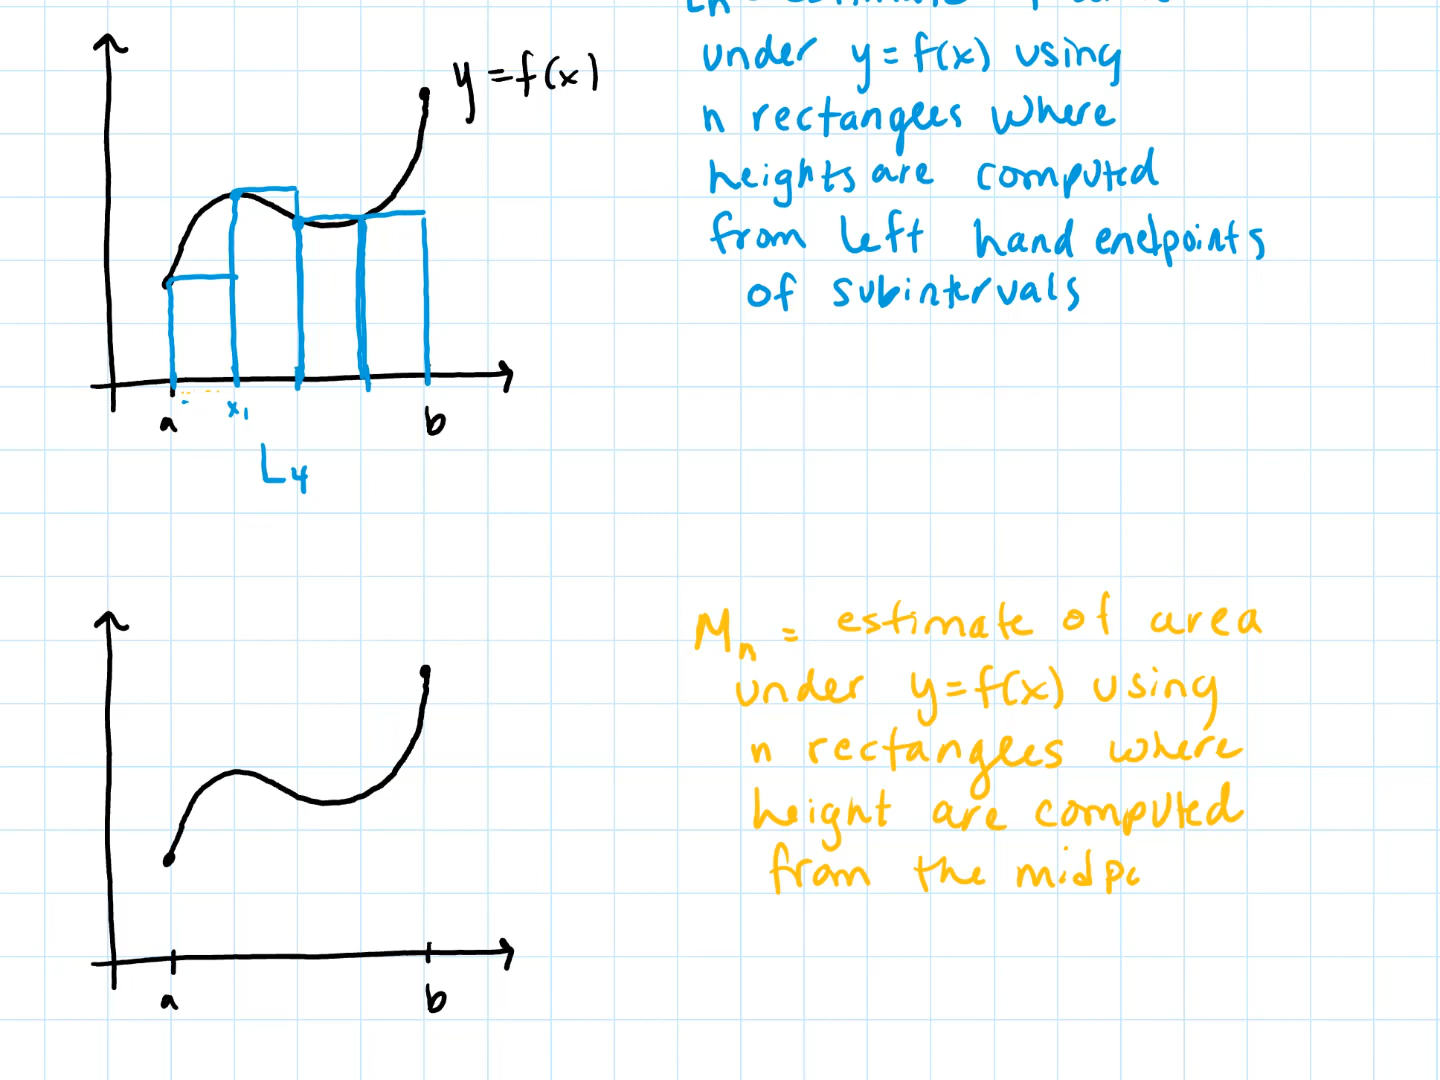 y=f(x)
a
x₁
b
L₄
under y=f(x) using
n rectangles where
heights are computed
from left hand endpoints
of subintervals
a
b
Mₙ = estimate of area
under y=f(x) using
n rectangles where
height are computed
from the midpo